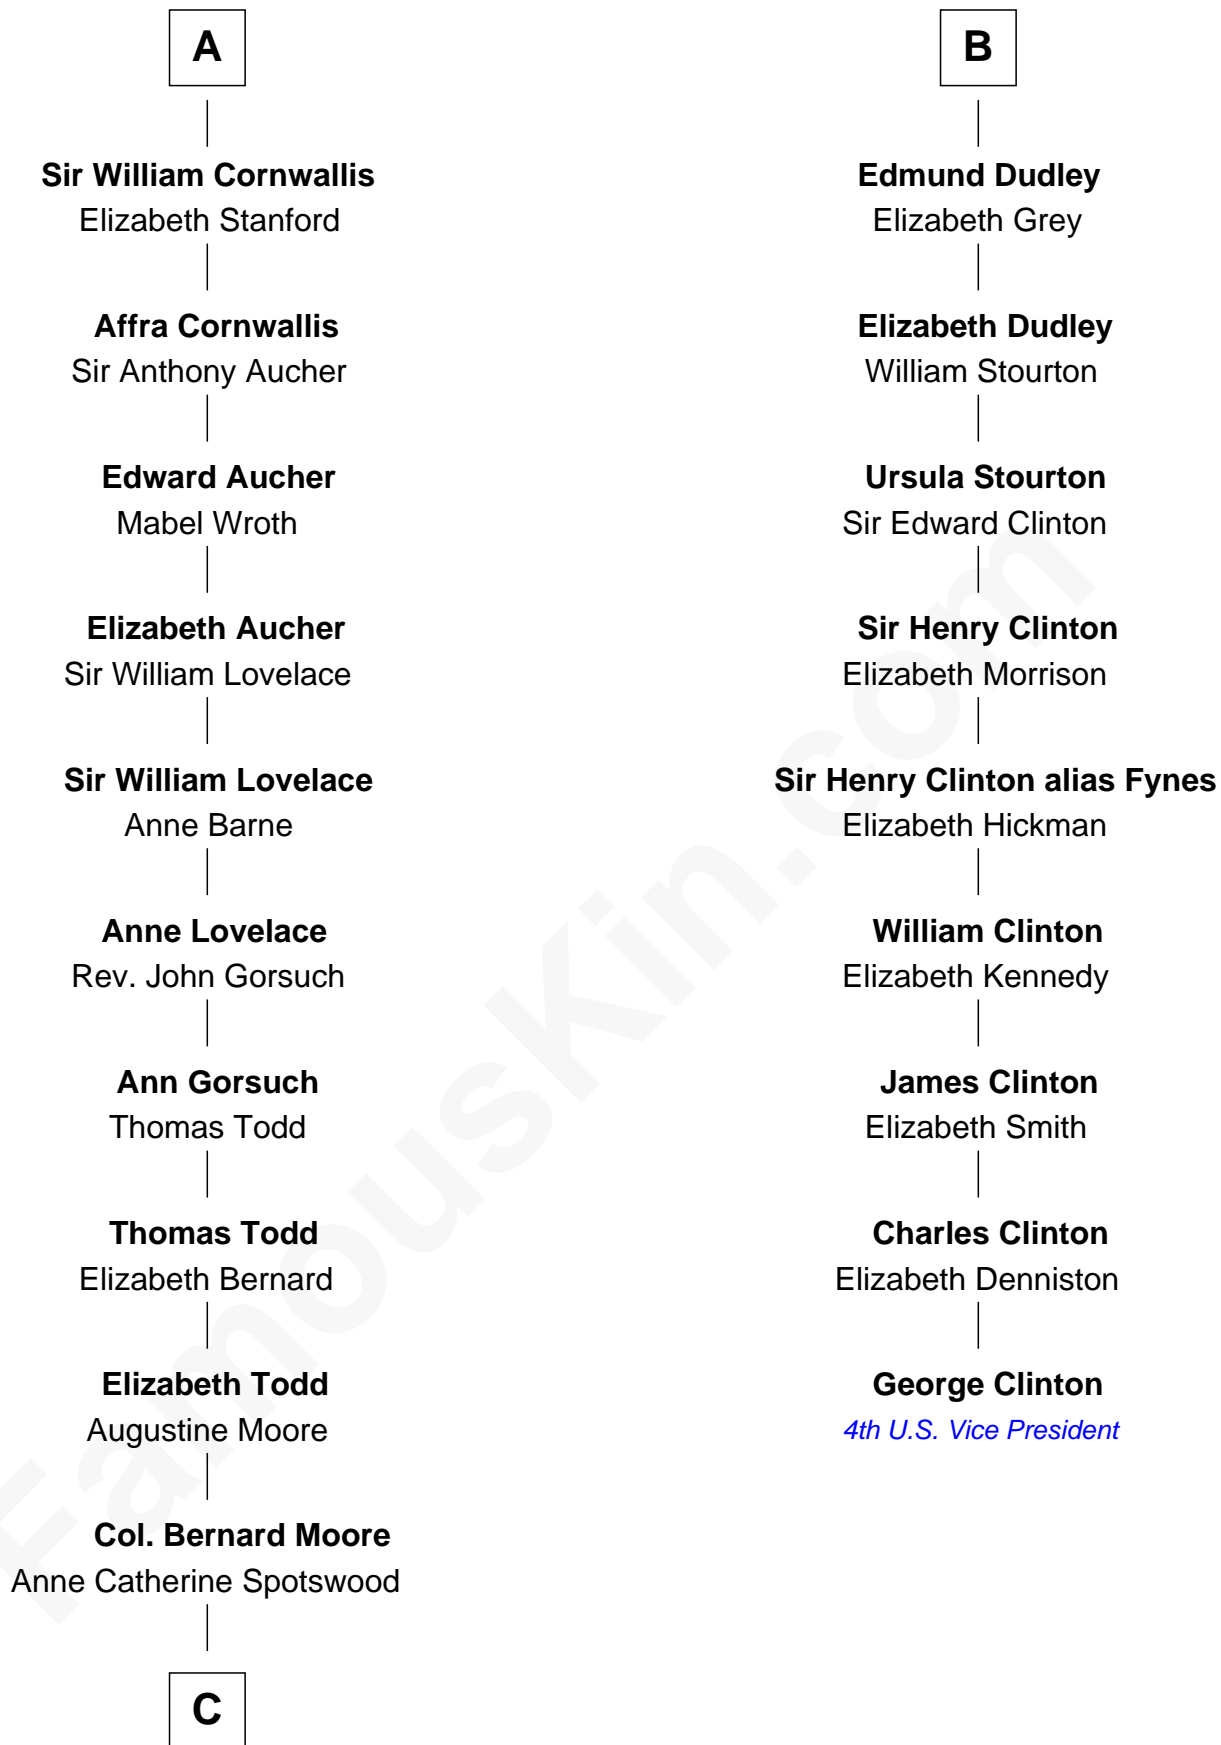 A
Sir William Cornwallis
Elizabeth Stanford
Affra Cornwallis
Sir Anthony Aucher
Edward Aucher
Mabel Wroth
Elizabeth Aucher
Sir William Lovelace
Sir William Lovelace
Anne Barne
Anne Lovelace
Rev. John Gorsuch
Ann Gorsuch
Thomas Todd
Thomas Todd
Elizabeth Bernard
Elizabeth Todd
Augustine Moore
Col. Bernard Moore
Anne Catherine Spotswood
C
B
Edmund Dudley
Elizabeth Grey
Elizabeth Dudley
William Stourton
Ursula Stourton
Sir Edward Clinton
Sir Henry Clinton
Elizabeth Morrison
Sir Henry Clinton alias Fynes
Elizabeth Hickman
William Clinton
Elizabeth Kennedy
James Clinton
Elizabeth Smith
Charles Clinton
Elizabeth Denniston
George Clinton
4th U.S. Vice President
FamousKin.com